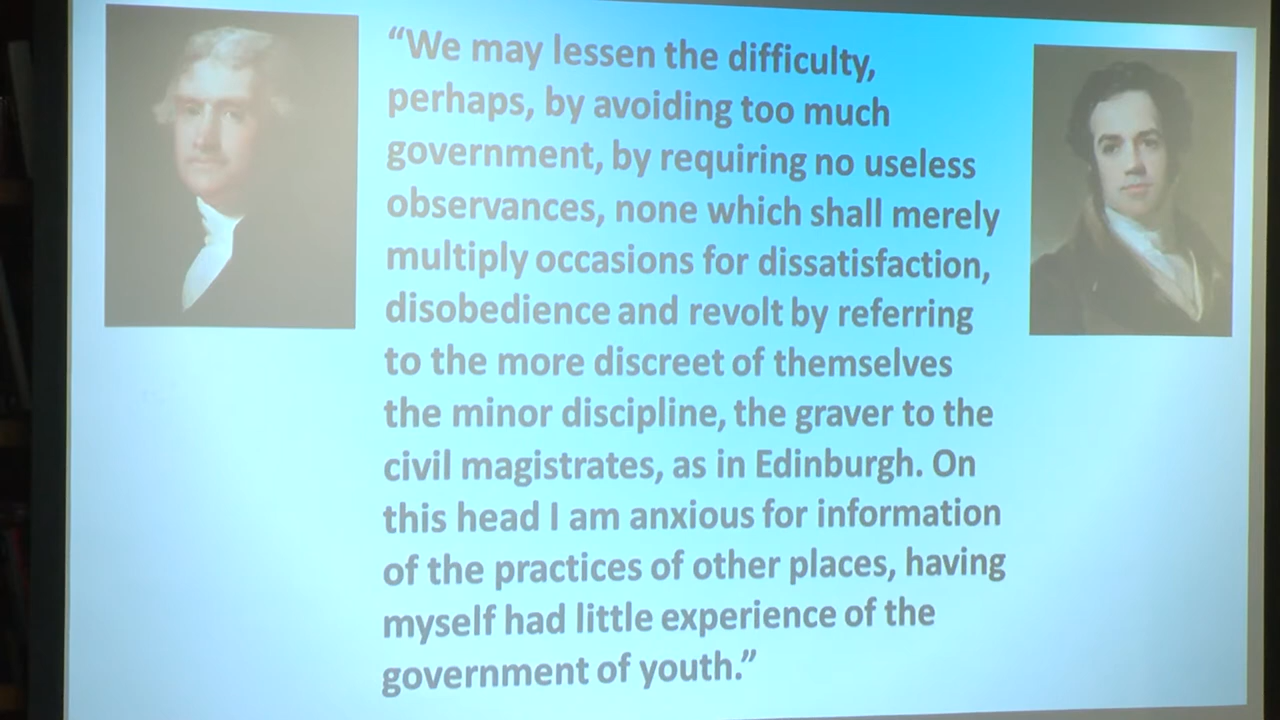 “We may lessen the difficulty,
perhaps, by avoiding too much
government, by requiring no useless
observances, none which shall merely
multiply occasions for dissatisfaction,
disobedience and revolt by referring
to the more discreet of themselves
the minor discipline, the graver to the
civil magistrates, as in Edinburgh. On
this head I am anxious for information
of the practices of other places, having
myself had little experience of the
government of youth.”